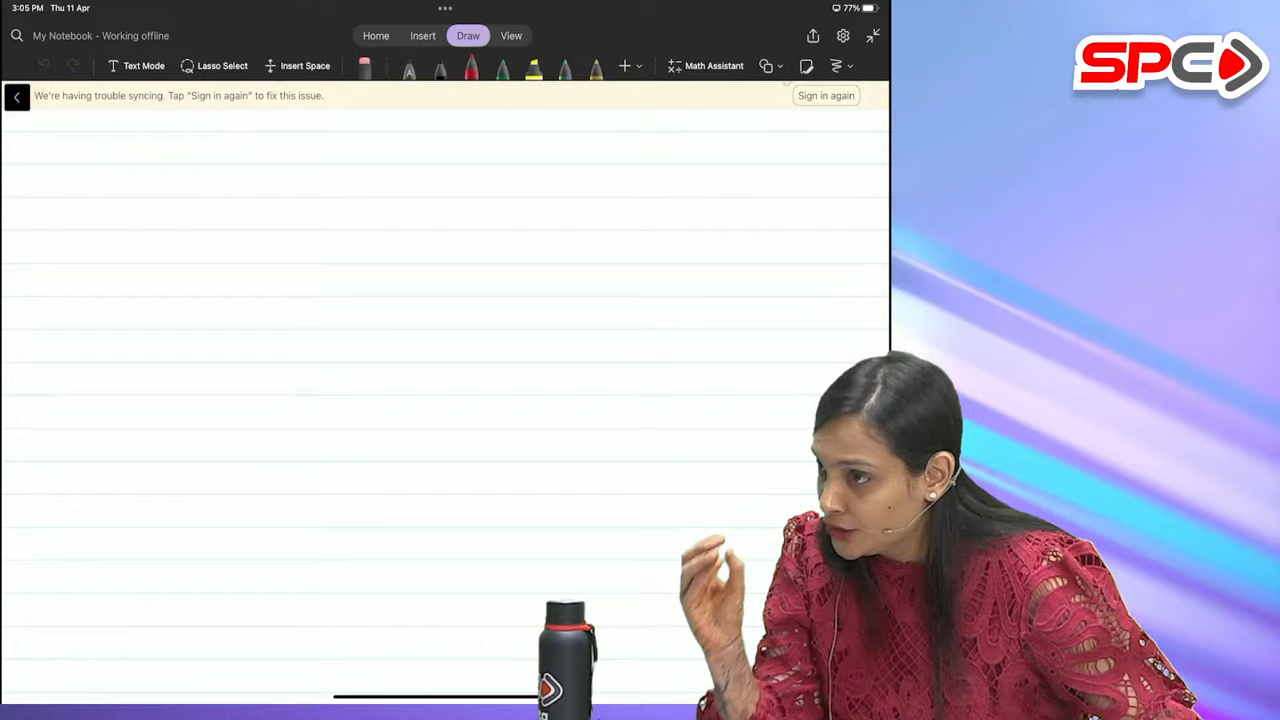 3:05 PM Thu 11 Apr
77%
My Notebook - Working offline
Home Insert Draw View
Text Mode Lasso Select Insert Space Math Assistant
We're having trouble syncing. Tap "Sign in again" to fix this issue.
Sign in again
SPE